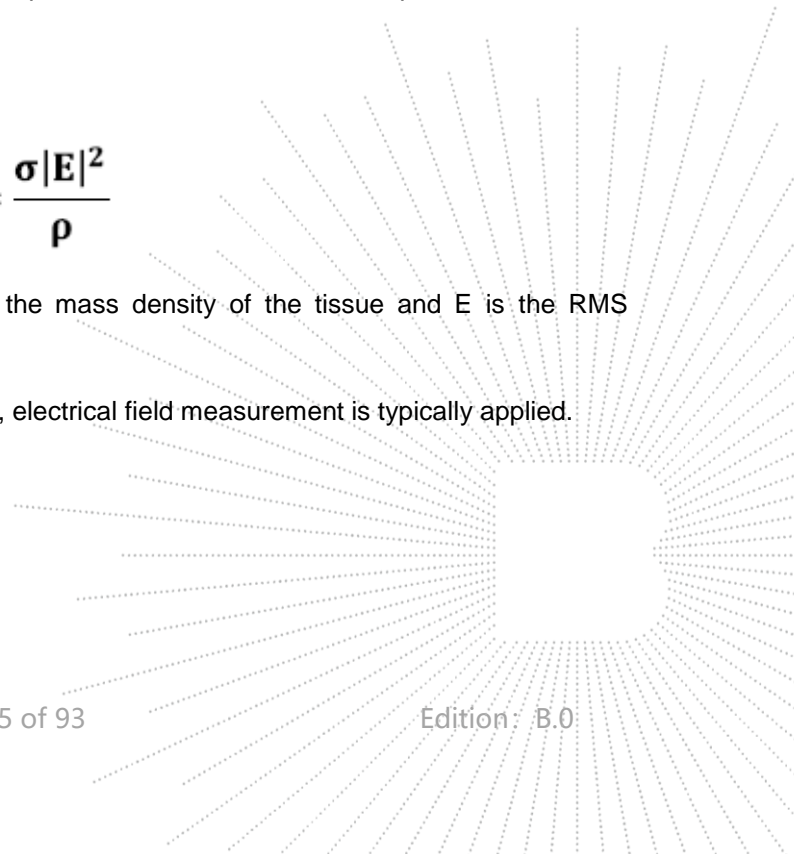 σ|E|²
ρ
the mass density of the tissue and E is the RMS
, electrical field measurement is typically applied.
5 of 93 Edition: B.0